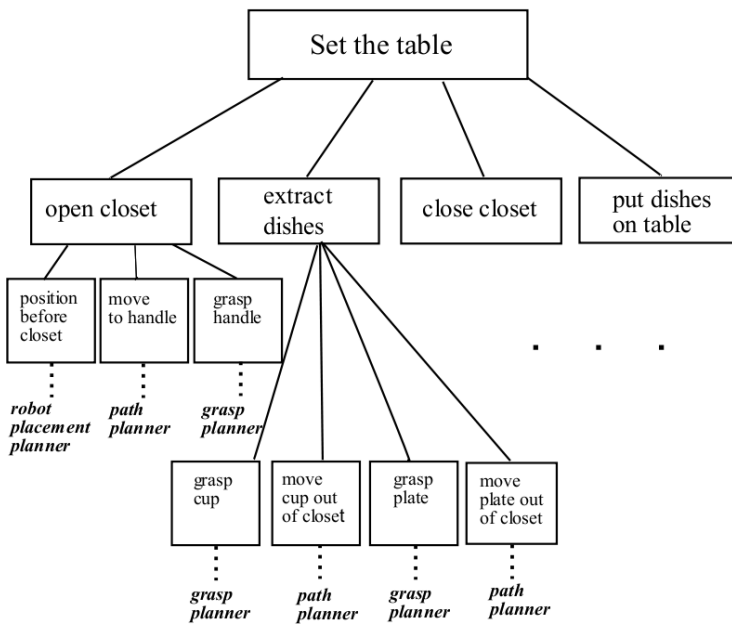 Set the table
open closet
extract
dishes
close closet
put dishes
on table
position
before
closet
move
to handle
grasp
handle
. . .
robot
placement
planner
path
planner
grasp
planner
grasp
cup
move
cup out
of closet
grasp
plate
move
plate out
of closet
grasp
planner
path
planner
grasp
planner
path
planner